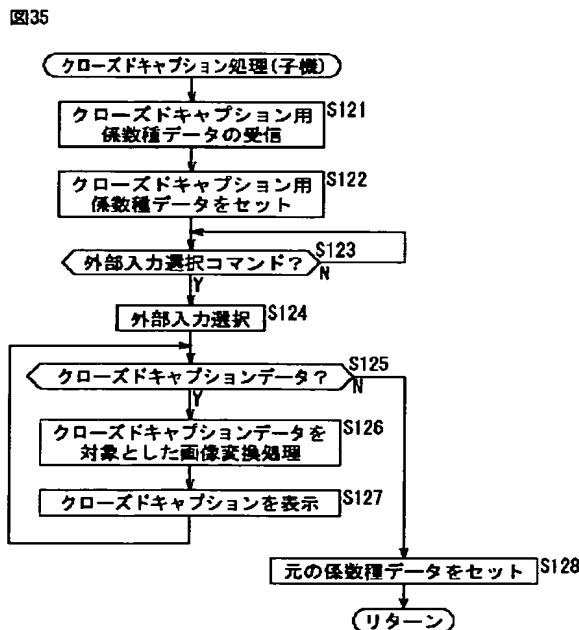 図35
クローズドキャプション処理(子機)
クローズドキャプション用
係数種データの受信
S121
クローズドキャプション用
係数種データをセット
S122
外部入力選択コマンド?
S123
N
Y
外部入力選択
S124
クローズドキャプションデータ?
S125
N
Y
クローズドキャプションデータを
対象とした画像変換処理
S126
クローズドキャプションを表示
S127
元の係数種データをセット
S128
リターン